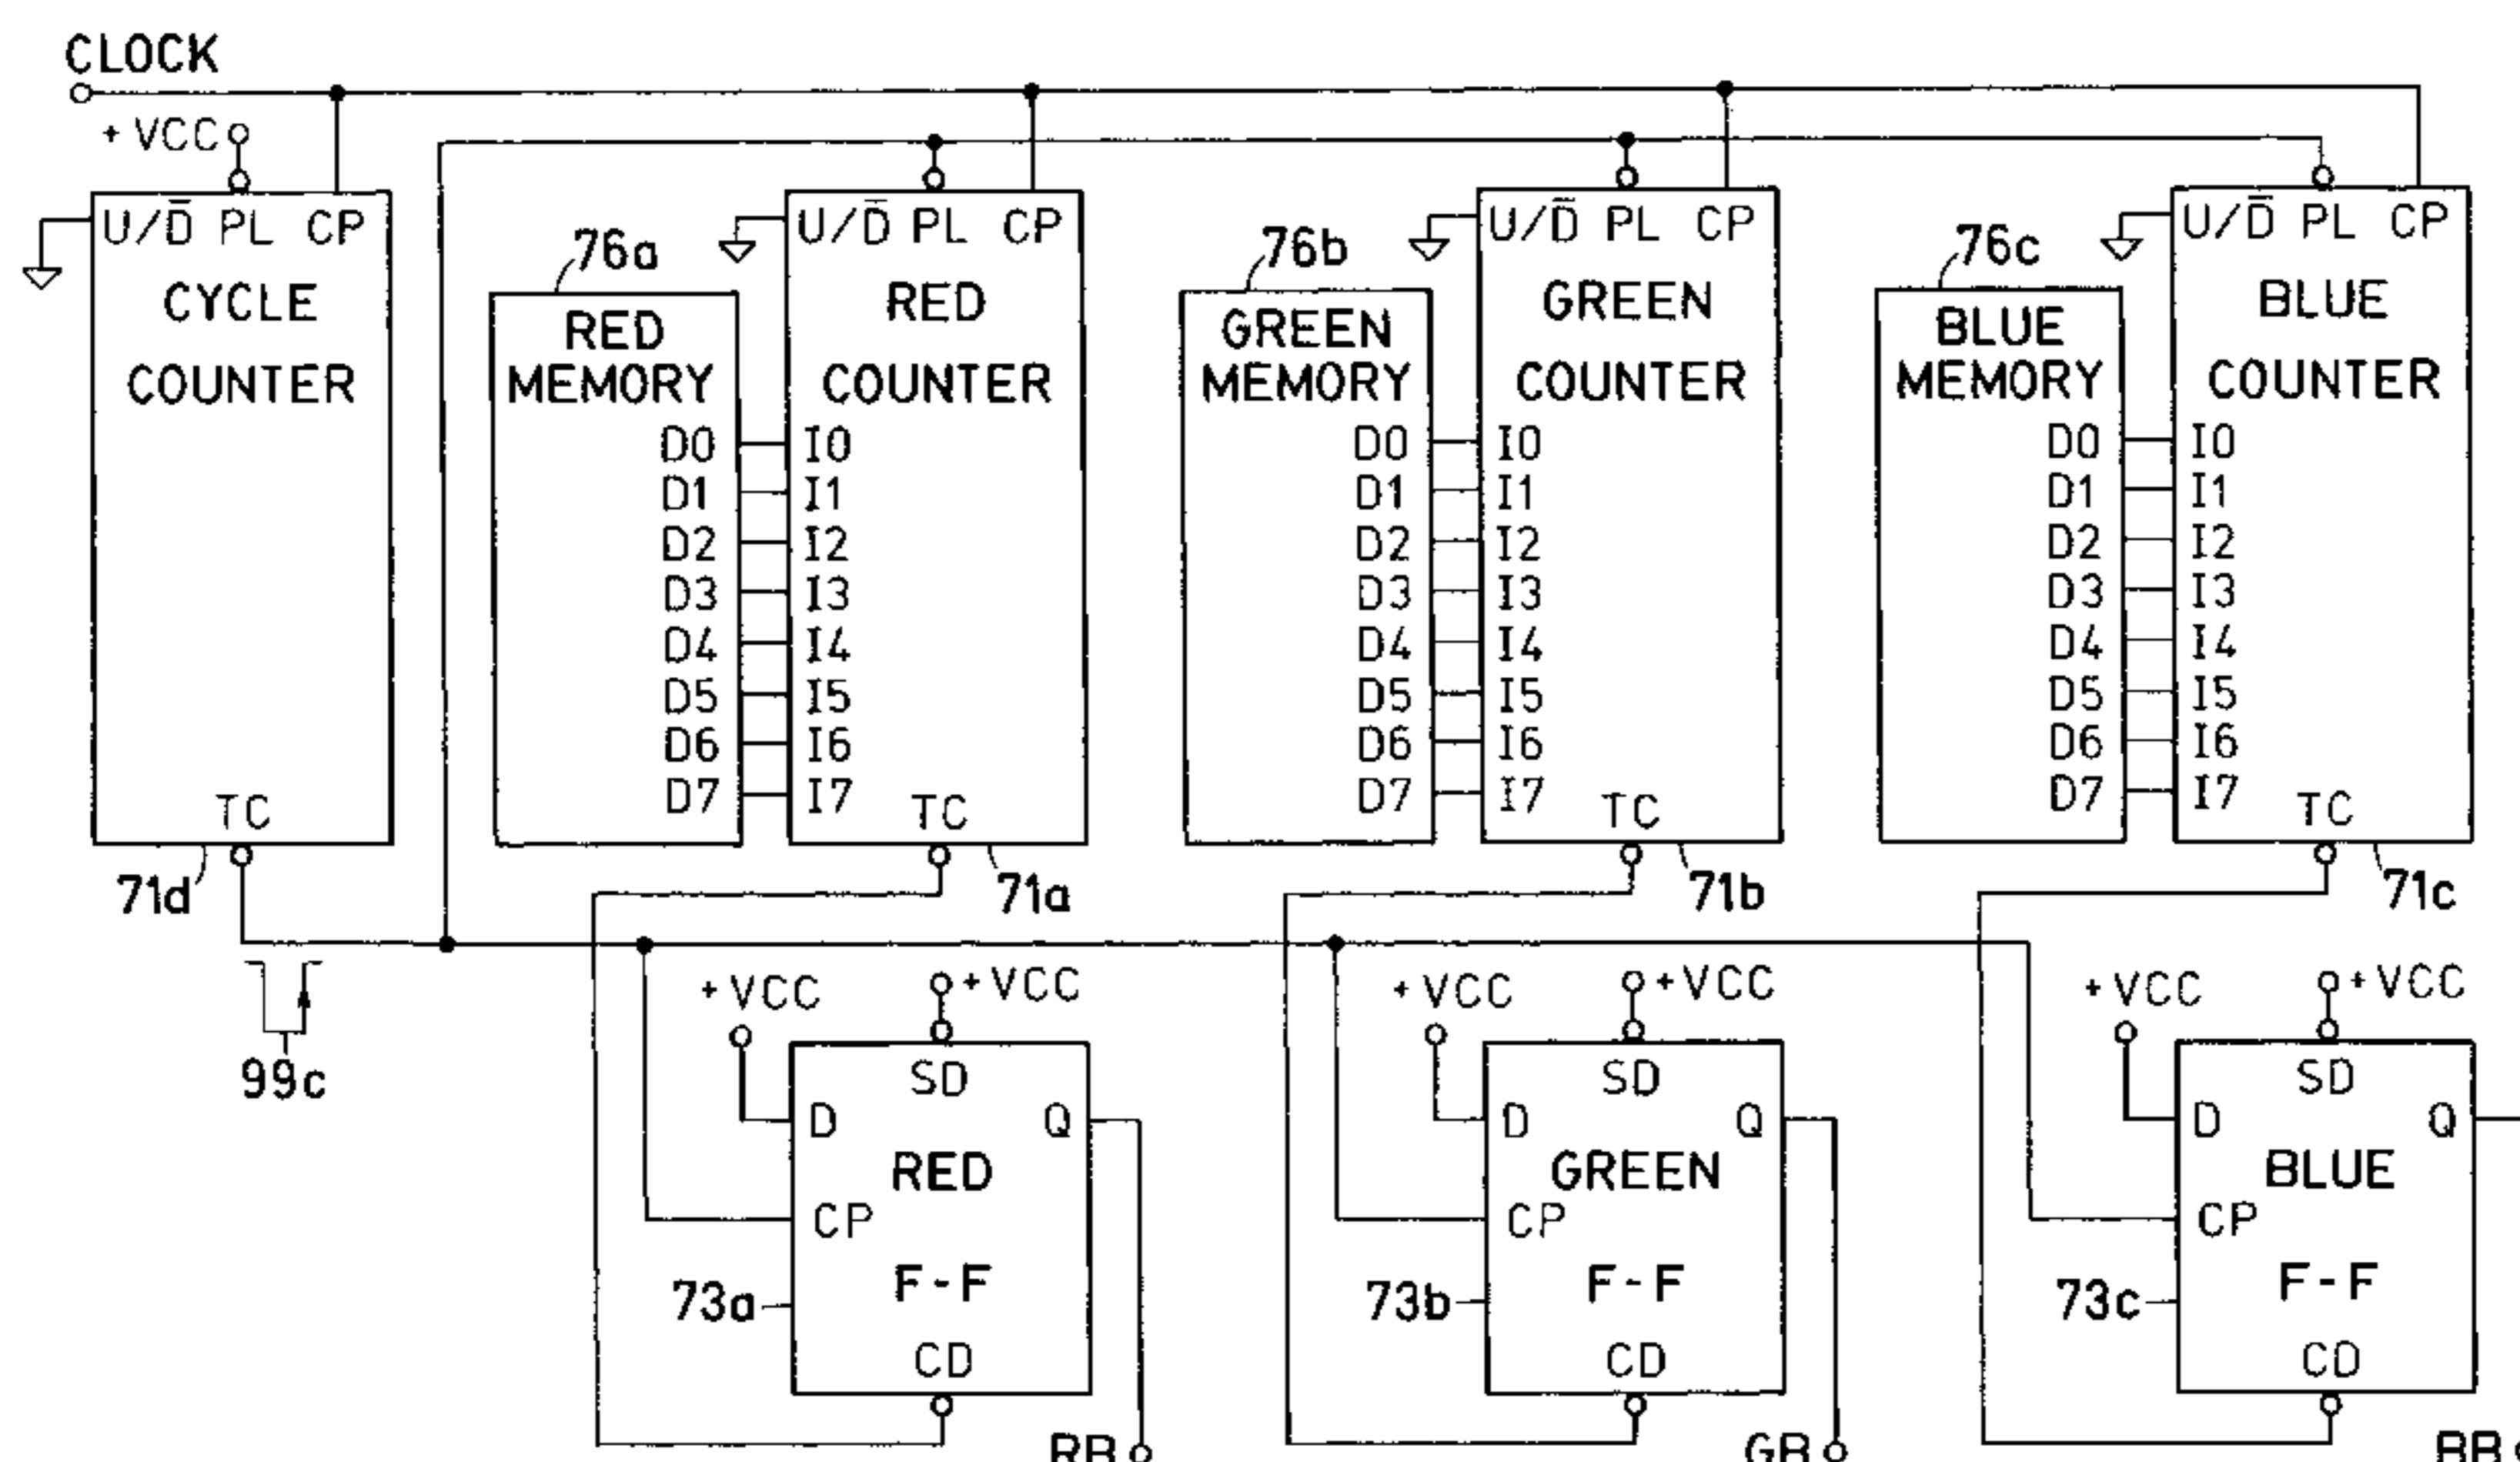 CLOCK
+ VCC
U/D̅ PL CP
CYCLE
COUNTER
TC
71d
99c
76a
RED
MEMORY
D0
D1
D2
D3
D4
D5
D6
D7
U/D̅ PL CP
RED
COUNTER
I0
I1
I2
I3
I4
I5
I6
I7
TC
71a
76b
GREEN
MEMORY
D0
D1
D2
D3
D4
D5
D6
D7
U/D̅ PL CP
GREEN
COUNTER
I0
I1
I2
I3
I4
I5
I6
I7
TC
71b
76c
BLUE
MEMORY
D0
D1
D2
D3
D4
D5
D6
D7
U/D̅ PL CP
BLUE
COUNTER
I0
I1
I2
I3
I4
I5
I6
I7
TC
71c
+ VCC
+ VCC
SD
D Q
RED
CP
F-F
73a
CD
RB
+ VCC
+ VCC
SD
D Q
GREEN
CP
F-F
73b
CD
GB
+ VCC
+ VCC
SD
D Q
BLUE
CP
F-F
73c
CD
BB